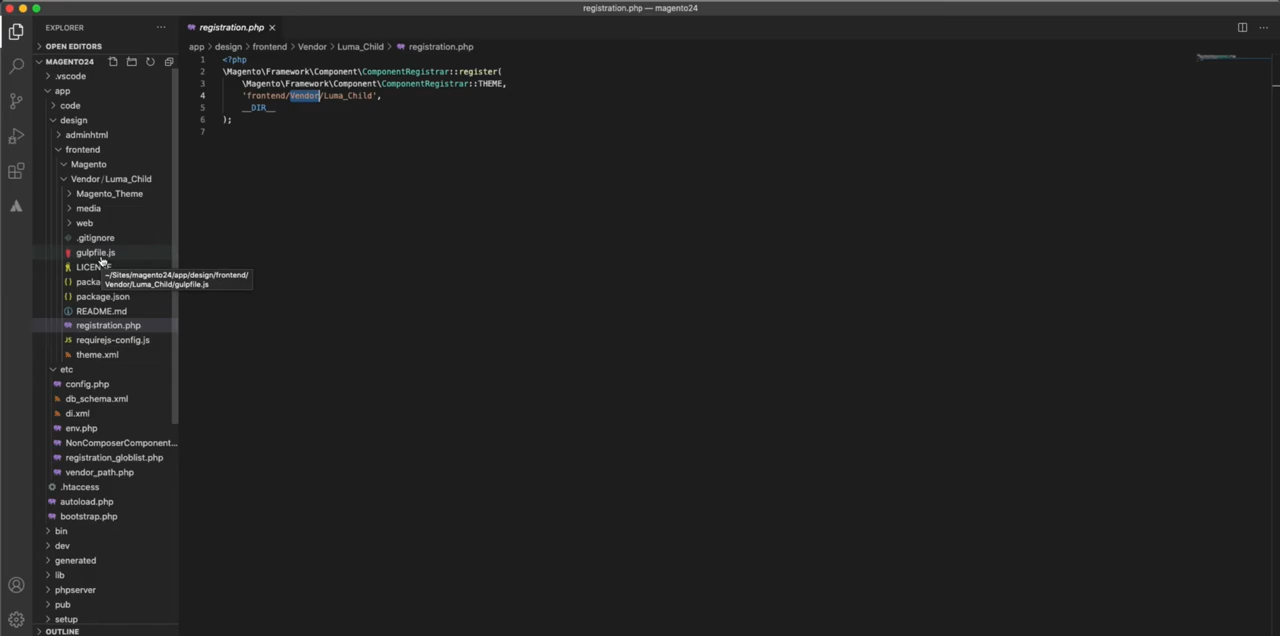 registration.php — magento24
EXPLORER
registration.php
OPEN EDITORS
app > design > frontend > Vendor > Luma_Child > registration.php
MAGENTO24
.vscode
app
code
design
adminhtml
frontend
Magento
Vendor / Luma_Child
Magento_Theme
media
web
.gitignore
gulpfile.js
packa
package.json
README.md
registration.php
JS requirejs-config.js
theme.xml
etc
config.php
db_schema.xml
di.xml
env.php
NonComposerComponent...
registration_globlist.php
vendor_path.php
.htaccess
autoload.php
bootstrap.php
bin
dev
generated
lib
phpserver
pub
setup
OUTLINE
~/Sites/magento24/app/design/frontend/
Vendor/Luma_Child/gulpfile.js
1 <?php
2 \Magento\Framework\Component\ComponentRegistrar::register(
3 \Magento\Framework\Component\ComponentRegistrar::THEME,
4 'frontend/Vendor/Luma_Child',
5 __DIR__
6 );
7